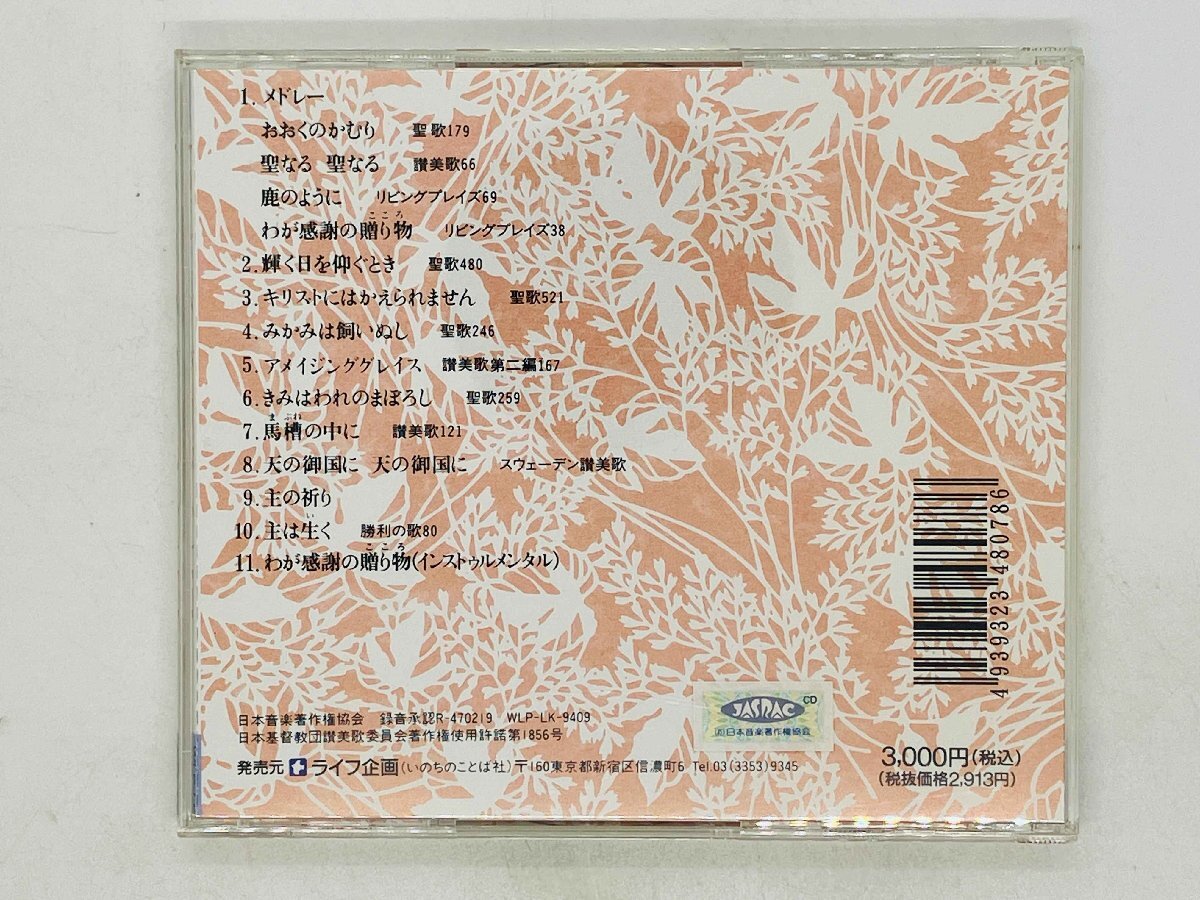 1. メドレー
おおくのかむり 聖歌179
聖なる 聖なる 讃美歌66
鹿のように リビングプレイズ69
こころ
わが感謝の贈り物 リビングプレイズ38
2. 輝く日を仰ぐとき 聖歌480
3. キリストにはかえられません 聖歌521
4. みかみは飼いぬし 聖歌246
5. アメイジンググレイス 讃美歌第二編167
6. きみはわれのまぼろし 聖歌259
まぶね
7. 馬槽の中に 讃美歌121
8. 天の御国に 天の御国に スウェーデン讃美歌
9. 主の祈り
い
10. 主は生く 勝利の歌80
こころ
11. わが感謝の贈り物(インストゥルメンタル)
4939323480786
JASRAC CD
(社)日本音楽著作権協会
日本音楽著作権協会 録音承認R-470219 WLP-LK-9409
日本基督教団讃美歌委員会著作権使用許諾第1856号
発売元 ライフ企画(いのちのことば社) 〒160東京都新宿区信濃町6 Tel.03(3353)9345
3,000円(税込)
(税抜価格2,913円)